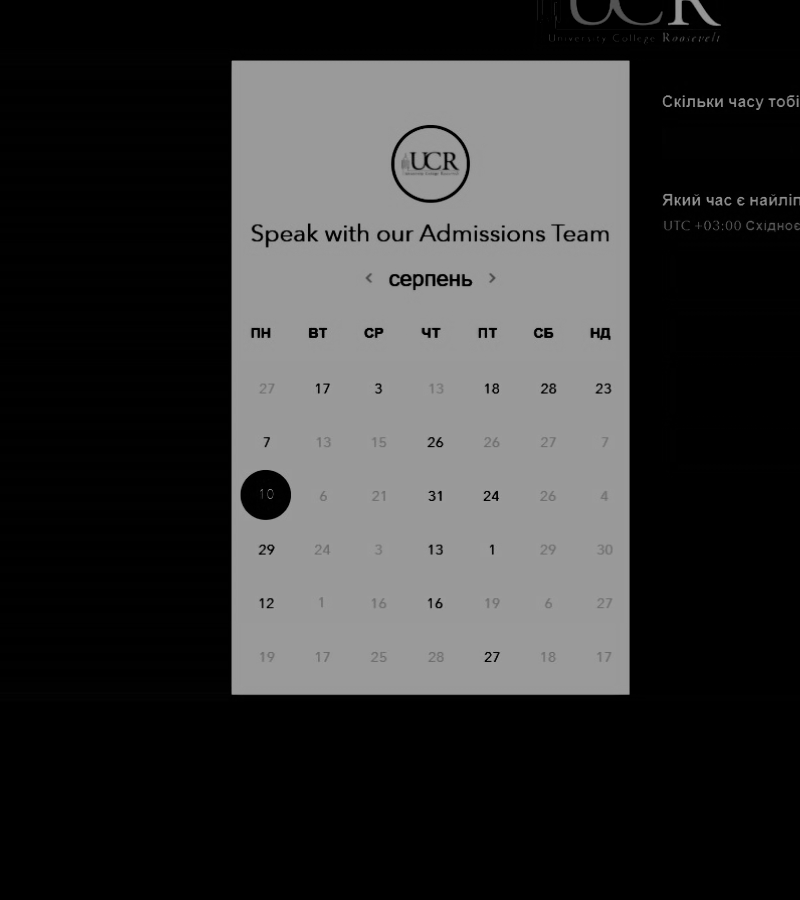 UCR
University College Roosevelt
Скільки часу тобі
UCR
Який час є найліп
UTC +03:00 Східноє
Speak with our Admissions Team
серпень
ПН ВТ СР ЧТ ПТ СБ НД
27 17 3 13 18 28 23
7 13 15 26 26 27 7
10 6 21 31 24 26 4
29 24 3 13 1 29 30
12 1 16 16 19 6 27
19 17 25 28 27 18 17